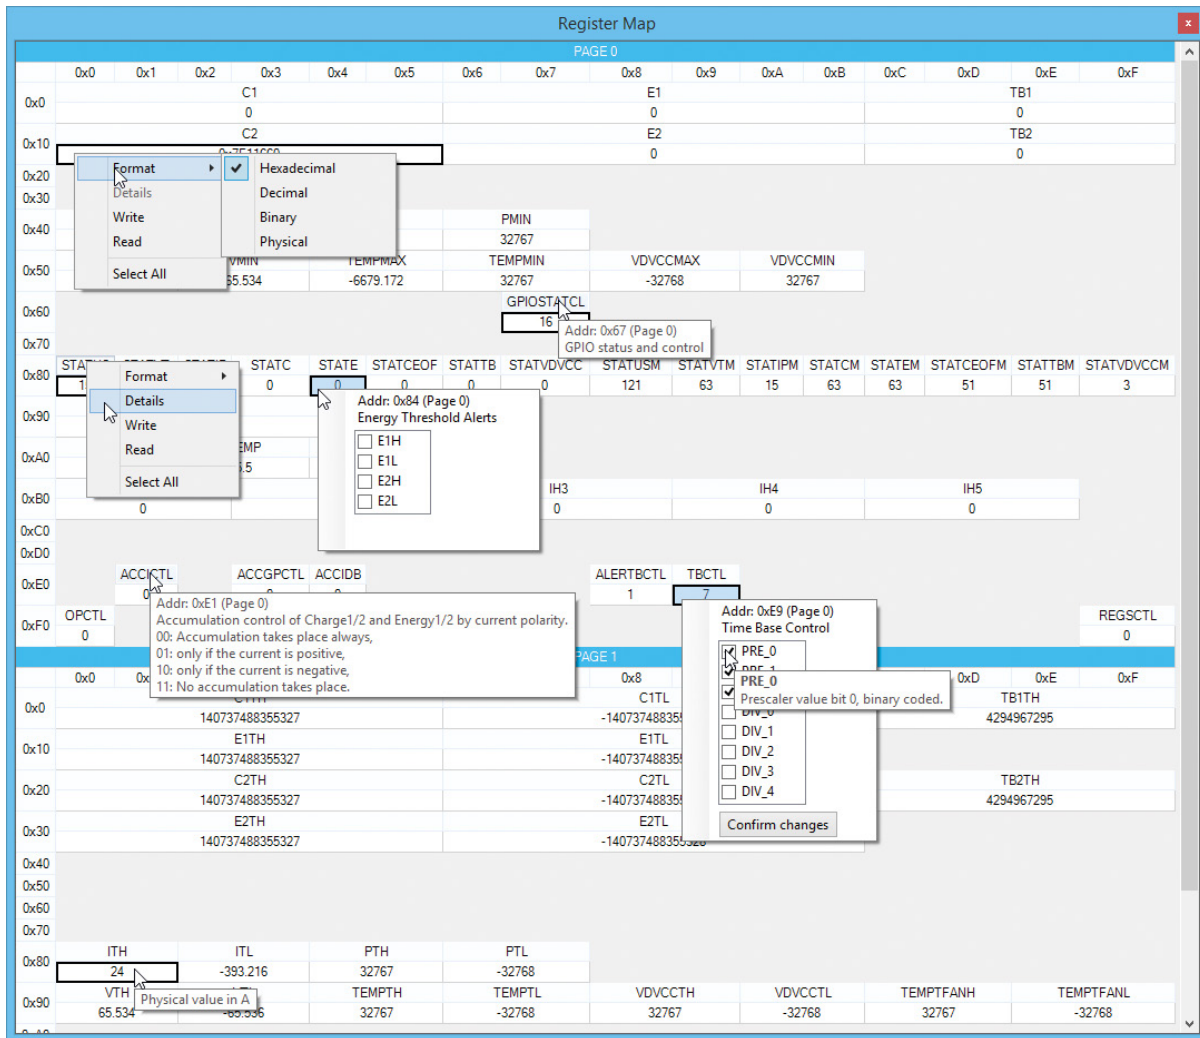 Register Map
x
PAGE 0
0x0 0x1 0x2 0x3 0x4 0x5 0x6 0x7 0x8 0x9 0xA 0xB 0xC 0xD 0xE 0xF
0x0 C1 E1 TB1
0 0 0
0x10 C2 E2 TB2
0 0
0x20
Format Hexadecimal
Details Decimal
Write Binary
Read Physical
Select All
0x30
0x40 PMIN
32767
0x50 VMIN TEMPMAX TEMPMIN VDVCCMAX VDVCCMIN
-6679.172 32767 -32768 32767
0x60 GPIOSTATCL
16
Addr: 0x67 (Page 0)
GPIO status and control
0x70
0x80 STATC STATE STATCEOF STATTB STATVDVCC STATUSM STATVTM STATIPM STATCM STATEM STATCEOFM STATTBM STATVDVCCM
0 0 0 0 0 121 63 15 63 63 51 51 3
Format
Details
Write
Read
Select All
Addr: 0x84 (Page 0)
Energy Threshold Alerts
E1H
E1L
E2H
E2L
0x90
0xA0
0xB0 IH3 IH4 IH5
0 0 0 0
0xC0
0xD0
0xE0 ACCICTL ACCGPCTL ACCIDB ALERTBCTL TBCTL
1 7
Addr: 0xE1 (Page 0)
Accumulation control of Charge1/2 and Energy1/2 by current polarity.
00: Accumulation takes place always,
01: only if the current is positive,
10: only if the current is negative,
11: No accumulation takes place.
Addr: 0xE9 (Page 0)
Time Base Control
PRE_0
PRE_1
PRE_0
Prescaler value bit 0, binary coded.
DIV_0
DIV_1
DIV_2
DIV_3
DIV_4
Confirm changes
0xF0 OPCTL REGSCTL
0 0
PAGE 1
0x0 0x8 0xD 0xE 0xF
0x0 C1TH C1TL TB1TH
140737488355327 4294967295
0x10 E1TH E1TL
140737488355327
0x20 C2TH C2TL TB2TH
140737488355327 4294967295
0x30 E2TH E2TL
140737488355327 -140737488355328
0x40
0x50
0x60
0x70
0x80 ITH ITL PTH PTL
24 -393.216 32767 -32768
Physical value in A
0x90 VTH TEMPTH TEMPTL VDVCCTH VDVCCTL TEMPTFANH TEMPTFANL
65.534 -65.536 32767 -32768 32767 -32768 32767 -32768